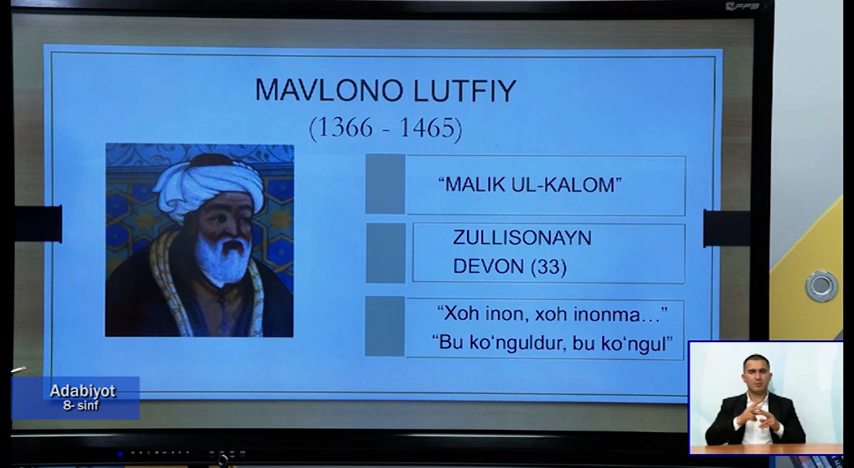 MAVLONO LUTFIY
(1366 - 1465)
“MALIK UL-KALOM”
ZULLISONAYN
DEVON (33)
“Xoh inon, xoh inonma…”
“Bu ko‘nguldur, bu ko‘ngul”
Adabiyot
8- sinf